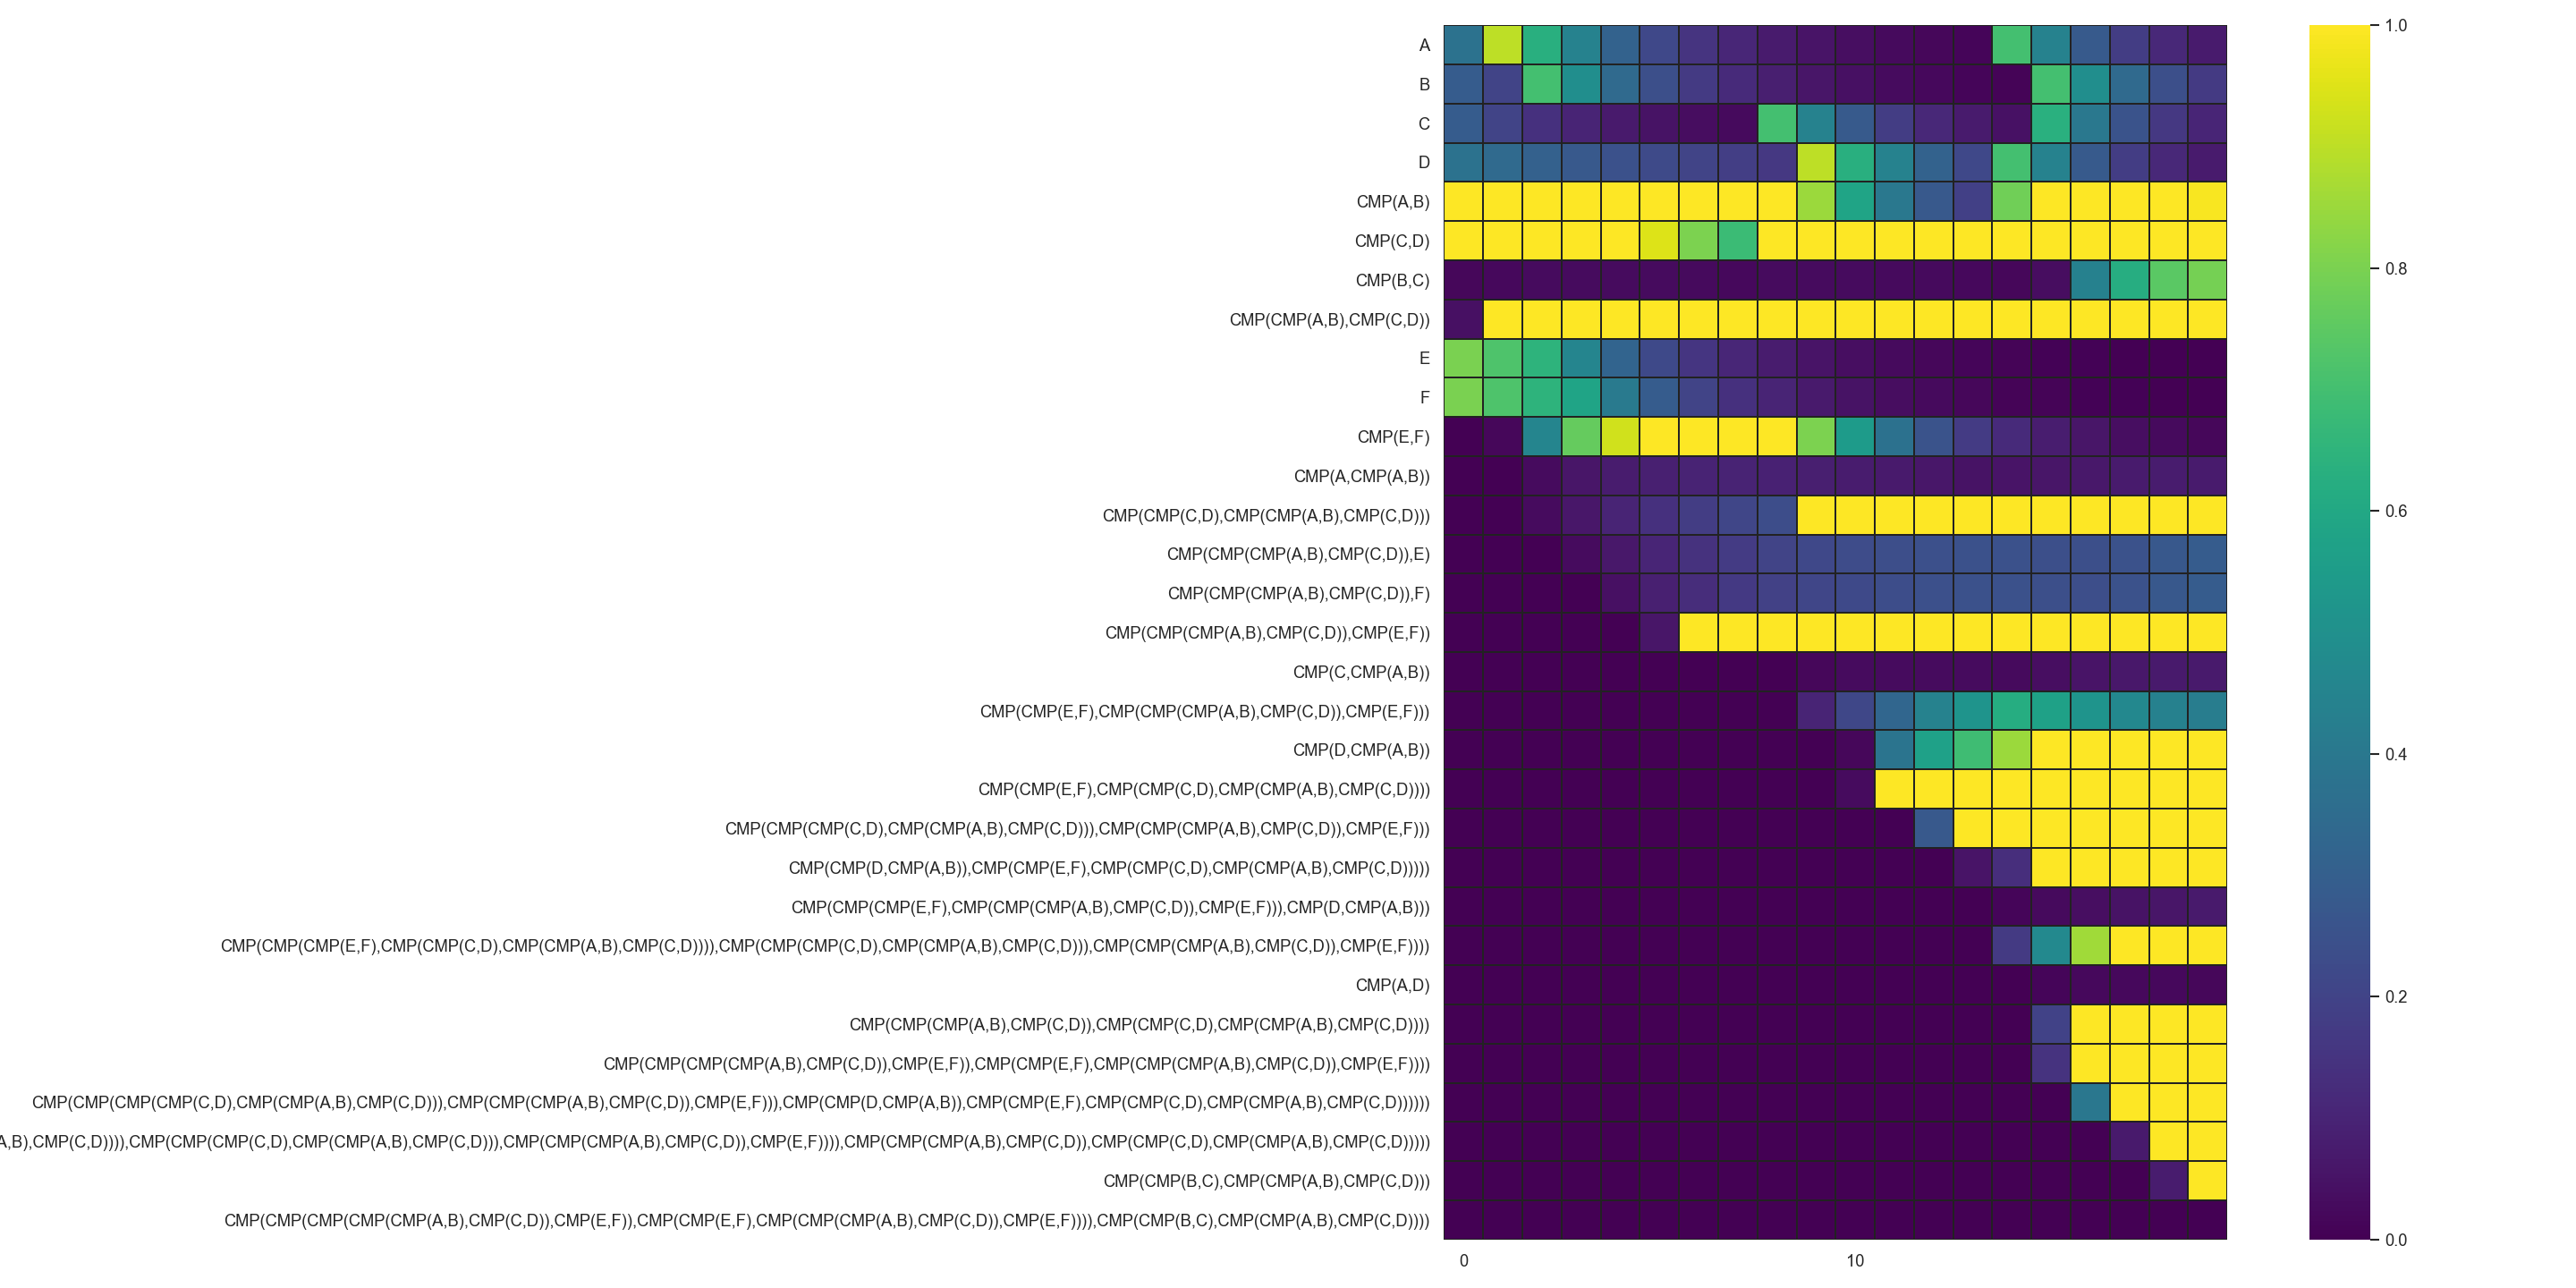 A
B
C
D
CMP(A,B)
CMP(C,D)
CMP(B,C)
CMP(CMP(A,B),CMP(C,D))
E
F
CMP(E,F)
CMP(A,CMP(A,B))
CMP(CMP(C,D),CMP(CMP(A,B),CMP(C,D)))
CMP(CMP(CMP(A,B),CMP(C,D)),E)
CMP(CMP(CMP(A,B),CMP(C,D)),F)
CMP(CMP(CMP(A,B),CMP(C,D)),CMP(E,F))
CMP(C,CMP(A,B))
CMP(CMP(E,F),CMP(CMP(CMP(A,B),CMP(C,D)),CMP(E,F)))
CMP(D,CMP(A,B))
CMP(CMP(E,F),CMP(CMP(C,D),CMP(CMP(A,B),CMP(C,D))))
CMP(CMP(CMP(C,D),CMP(CMP(A,B),CMP(C,D))),CMP(CMP(CMP(A,B),CMP(C,D)),CMP(E,F)))
CMP(CMP(D,CMP(A,B)),CMP(CMP(E,F),CMP(CMP(C,D),CMP(CMP(A,B),CMP(C,D)))))
CMP(CMP(CMP(E,F),CMP(CMP(CMP(A,B),CMP(C,D)),CMP(E,F))),CMP(D,CMP(A,B)))
CMP(CMP(CMP(E,F),CMP(CMP(C,D),CMP(CMP(A,B),CMP(C,D)))),CMP(CMP(CMP(C,D),CMP(CMP(A,B),CMP(C,D))),CMP(CMP(CMP(A,B),CMP(C,D)),CMP(E,F))))
CMP(A,D)
CMP(CMP(CMP(A,B),CMP(C,D)),CMP(CMP(C,D),CMP(CMP(A,B),CMP(C,D))))
CMP(CMP(CMP(CMP(A,B),CMP(C,D)),CMP(E,F)),CMP(CMP(E,F),CMP(CMP(CMP(A,B),CMP(C,D)),CMP(E,F))))
CMP(CMP(CMP(CMP(C,D),CMP(CMP(A,B),CMP(C,D))),CMP(CMP(CMP(A,B),CMP(C,D)),CMP(E,F))),CMP(CMP(D,CMP(A,B)),CMP(CMP(E,F),CMP(CMP(C,D),CMP(CMP(A,B),CMP(C,D))))))
A,B),CMP(C,D)))),CMP(CMP(CMP(C,D),CMP(CMP(A,B),CMP(C,D))),CMP(CMP(CMP(A,B),CMP(C,D)),CMP(E,F)))),CMP(CMP(CMP(A,B),CMP(C,D)),CMP(CMP(C,D),CMP(CMP(A,B),CMP(C,D)))))
CMP(CMP(B,C),CMP(CMP(A,B),CMP(C,D)))
CMP(CMP(CMP(CMP(CMP(A,B),CMP(C,D)),CMP(E,F)),CMP(CMP(E,F),CMP(CMP(CMP(A,B),CMP(C,D)),CMP(E,F)))),CMP(CMP(B,C),CMP(CMP(A,B),CMP(C,D))))
0 10
1.0
0.8
0.6
0.4
0.2
0.0